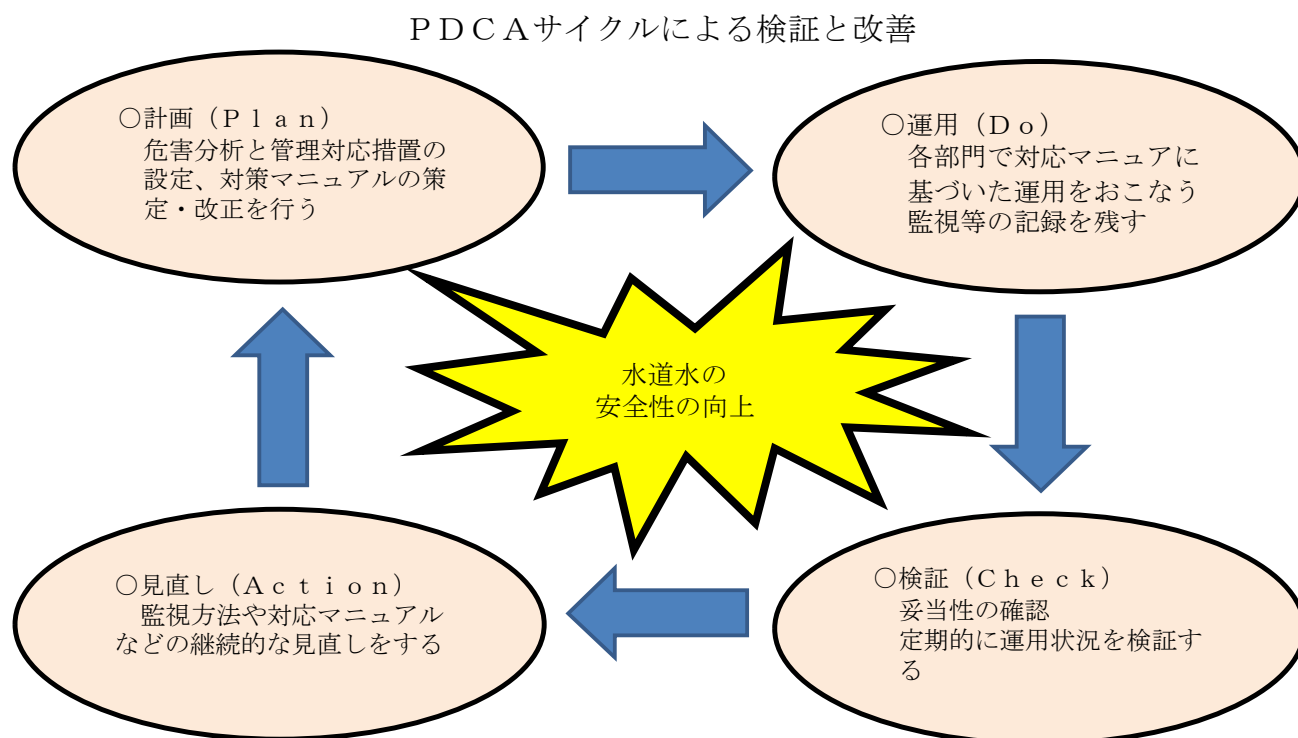 ＰＤＣＡサイクルによる検証と改善
○計画（Ｐｌａｎ）
危害分析と管理対応措置の
設定、対策マニュアルの策
定・改正を行う
○運用（Ｄｏ）
各部門で対応マニュアに
基づいた運用をおこなう
監視等の記録を残す
水道水の
安全性の向上
○見直し（Ａｃｔｉｏｎ）
監視方法や対応マニュアル
などの継続的な見直しをする
○検証（Ｃｈｅｃｋ）
妥当性の確認
定期的に運用状況を検証す
る